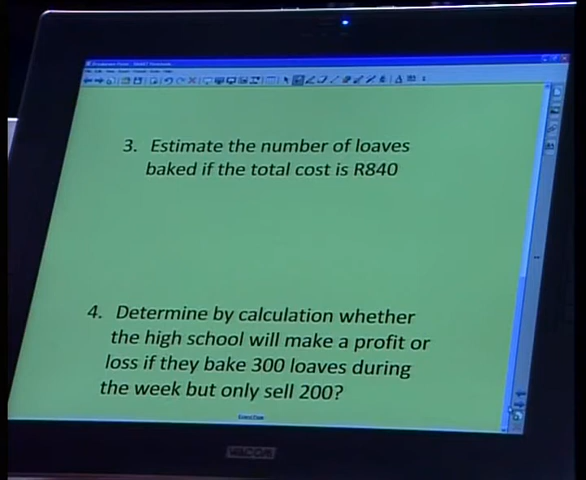 3. Estimate the number of loaves
baked if the total cost is R840
4. Determine by calculation whether
the high school will make a profit or
loss if they bake 300 loaves during
the week but only sell 200?
WACOM